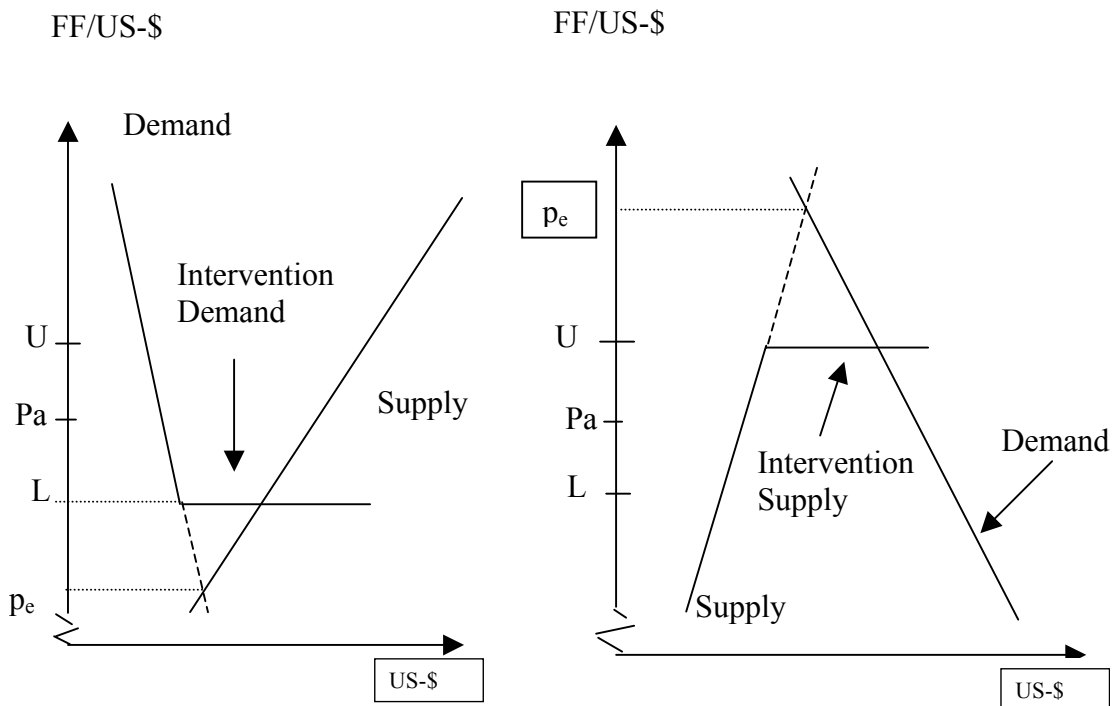 FF/US-$
Demand
Intervention
Demand
U
Supply
Pa
L
pe
US-$
FF/US-$
pe
U
Pa
Intervention
Supply
Demand
L
Supply
US-$